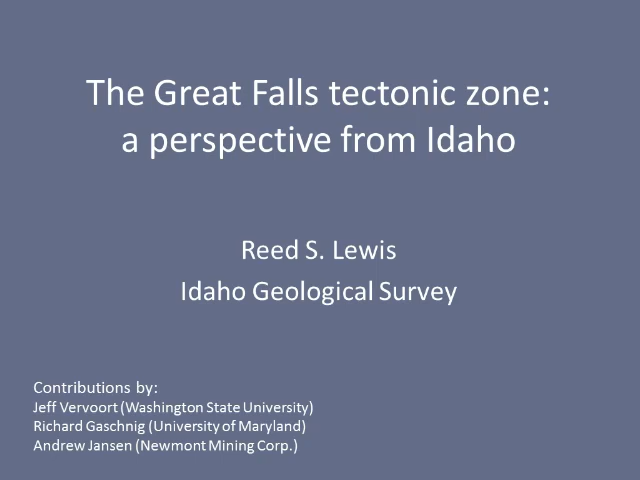 The Great Falls tectonic zone:
a perspective from Idaho
Reed S. Lewis
Idaho Geological Survey
Contributions by:
Jeff Vervoort (Washington State University)
Richard Gaschnig (University of Maryland)
Andrew Jansen (Newmont Mining Corp.)